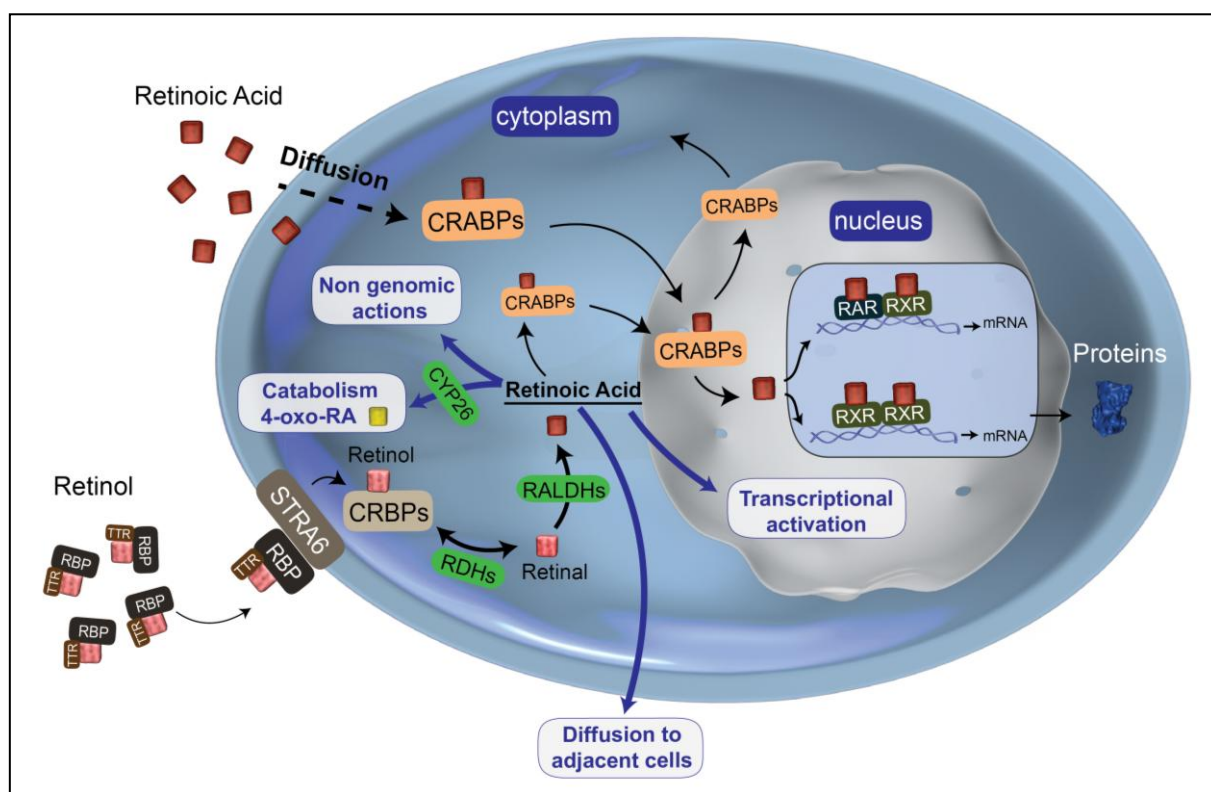 Retinoic Acid
Diffusion
cytoplasm
CRABPs
CRABPs
nucleus
Non genomic
actions
CRABPs
CRABPs
RAR
RXR
mRNA
Proteins
Catabolism
4-oxo-RA
CYP26
Retinoic Acid
RXR
RXR
mRNA
Retinol
STRA6
Retinol
CRBPs
RALDHs
Transcriptional
activation
RDHs
Retinal
TTR
RBP
RBP
TTR
TTR
RBP
RBP
TTR
RBP
TTR
Diffusion to
adjacent cells